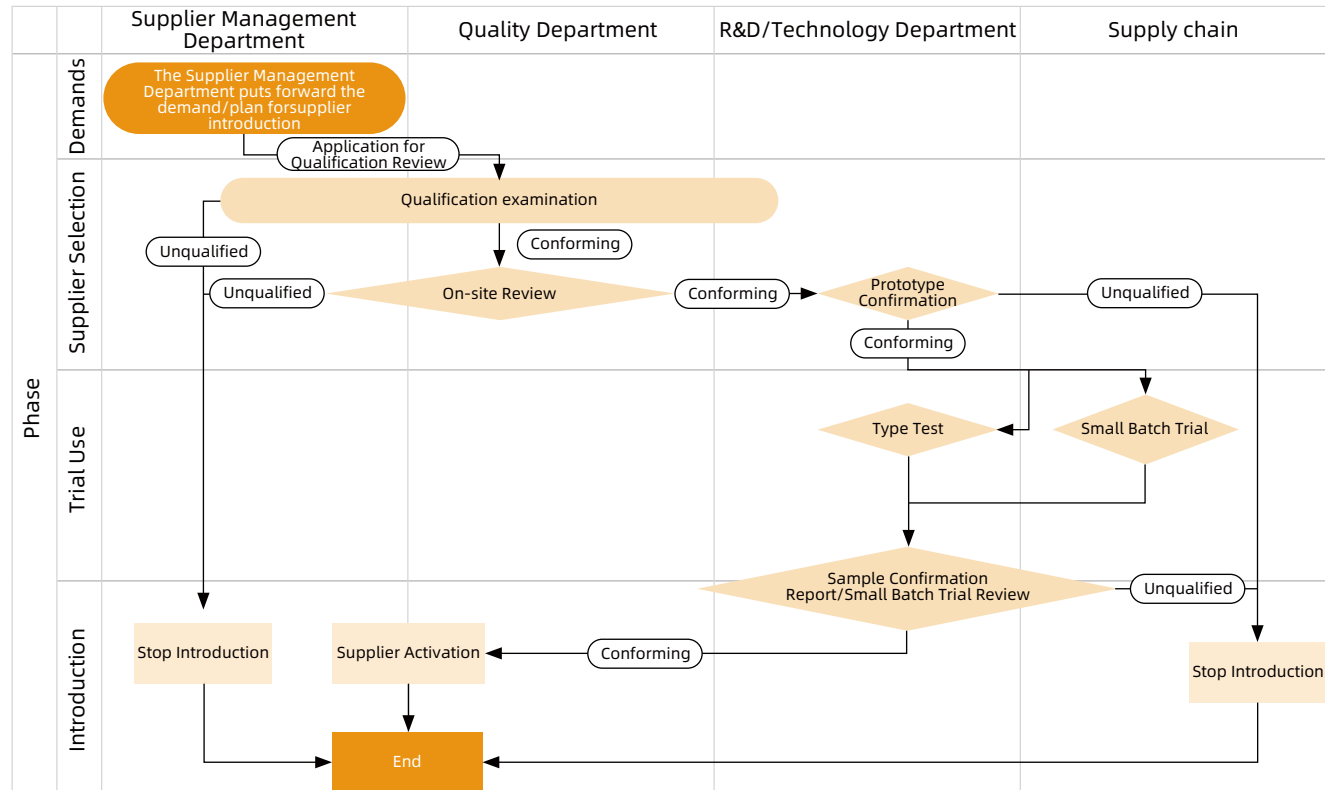 Supplier Management
Department
Quality Department
R&D/Technology Department
Supply chain
Phase
Demands
The Supplier Management
Department puts forward the
demand/plan forsupplier
introduction
Application for
Qualification Review
Supplier Selection
Qualification examination
Unqualified
Conforming
Unqualified
On-site Review
Conforming
Prototype
Confirmation
Unqualified
Conforming
Trial Use
Type Test
Small Batch Trial
Sample Confirmation
Report/Small Batch Trial Review
Unqualified
Introduction
Stop Introduction
Supplier Activation
Conforming
Stop Introduction
End